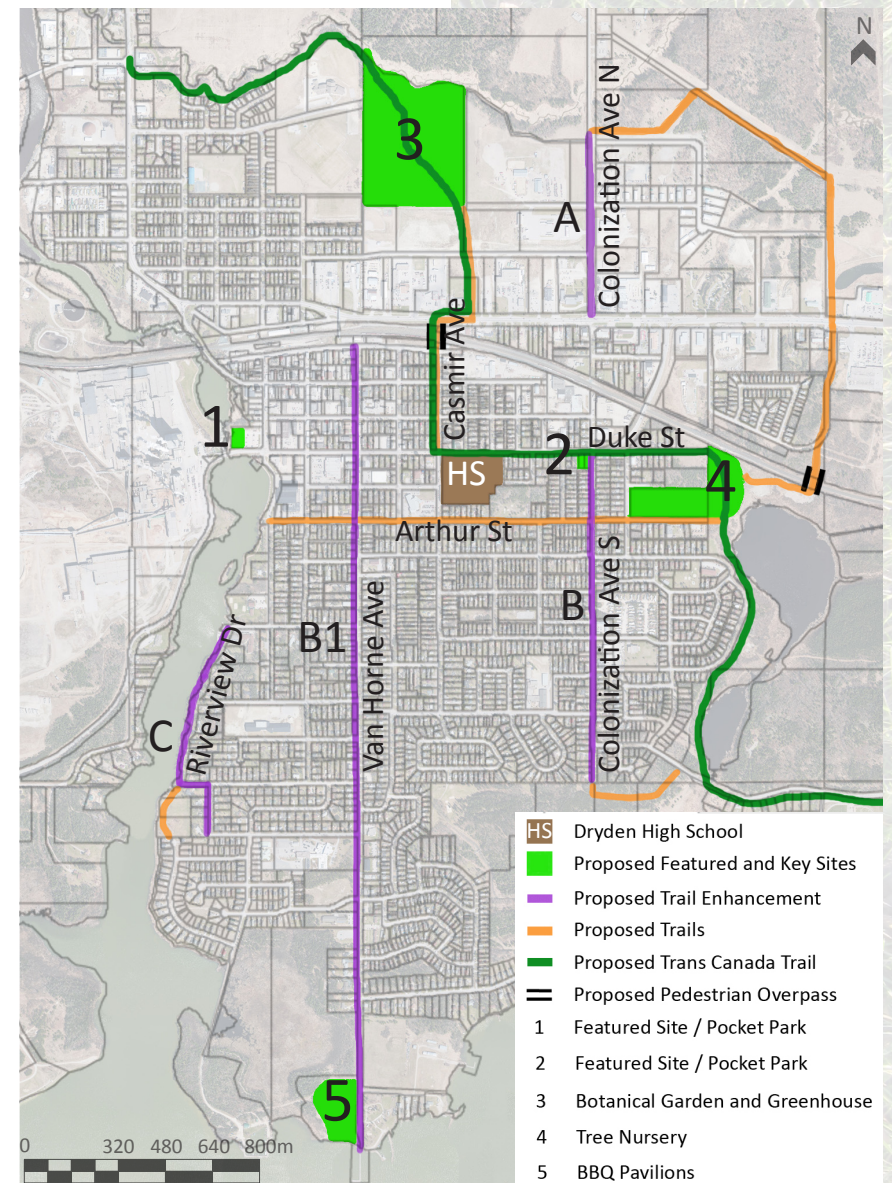 N
3
Colonization Ave N
A
Casmir Ave
1
2
Duke St
HS
4
Arthur St
B1
Van Horne Ave
B
Colonization Ave S
C
Riverview Dr
5
HS Dryden High School
Proposed Featured and Key Sites
Proposed Trail Enhancement
Proposed Trails
Proposed Trans Canada Trail
Proposed Pedestrian Overpass
1 Featured Site / Pocket Park
2 Featured Site / Pocket Park
3 Botanical Garden and Greenhouse
4 Tree Nursery
5 BBQ Pavilions
0 320 480 640 800m